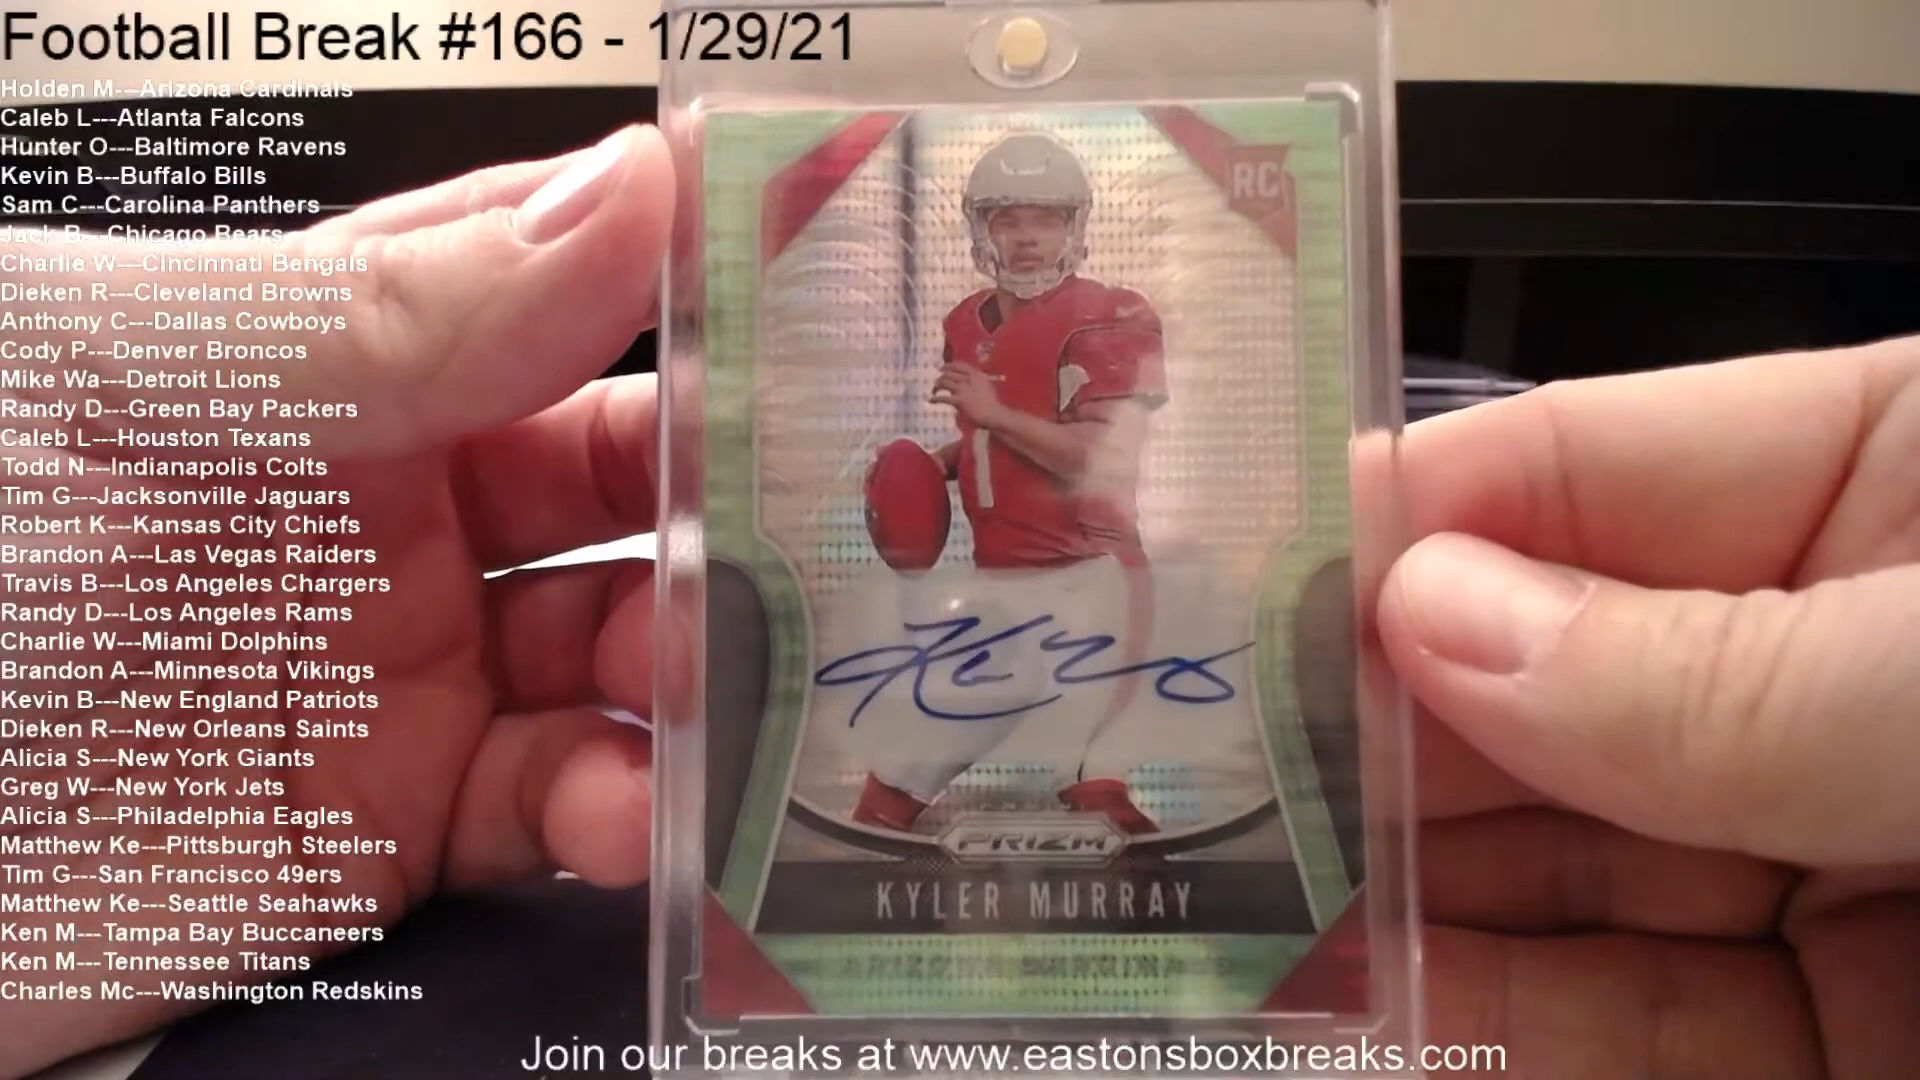 Football Break #166 - 1/29/21
Holden M---Arizona Cardinals
Caleb L---Atlanta Falcons
Hunter O---Baltimore Ravens
Kevin B---Buffalo Bills
Sam C---Carolina Panthers
Jack B---Chicago Bears
Charlie W---Cincinnati Bengals
Dieken R---Cleveland Browns
Anthony C---Dallas Cowboys
Cody P---Denver Broncos
Mike Wa---Detroit Lions
Randy D---Green Bay Packers
Caleb L---Houston Texans
Todd N---Indianapolis Colts
Tim G---Jacksonville Jaguars
Robert K---Kansas City Chiefs
Brandon A---Las Vegas Raiders
Travis B---Los Angeles Chargers
Randy D---Los Angeles Rams
Charlie W---Miami Dolphins
Brandon A---Minnesota Vikings
Kevin B---New England Patriots
Dieken R---New Orleans Saints
Alicia S---New York Giants
Greg W---New York Jets
Alicia S---Philadelphia Eagles
Matthew Ke---Pittsburgh Steelers
Tim G---San Francisco 49ers
Matthew Ke---Seattle Seahawks
Ken M---Tampa Bay Buccaneers
Ken M---Tennessee Titans
Charles Mc---Washington Redskins
RC
1
PRIZM
KYLER MURRAY
Join our breaks at www.eastonsboxbreaks.com